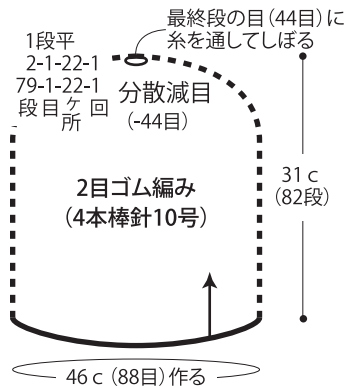 最終段の目(44目)に
糸を通してしぼる
1段平
2-1-22-1
79-1-22-1
段目ヶ回
所
分散減目
(-44目)
2目ゴム編み
(4本棒針10号)
31c
(82段)
46c(88目)作る